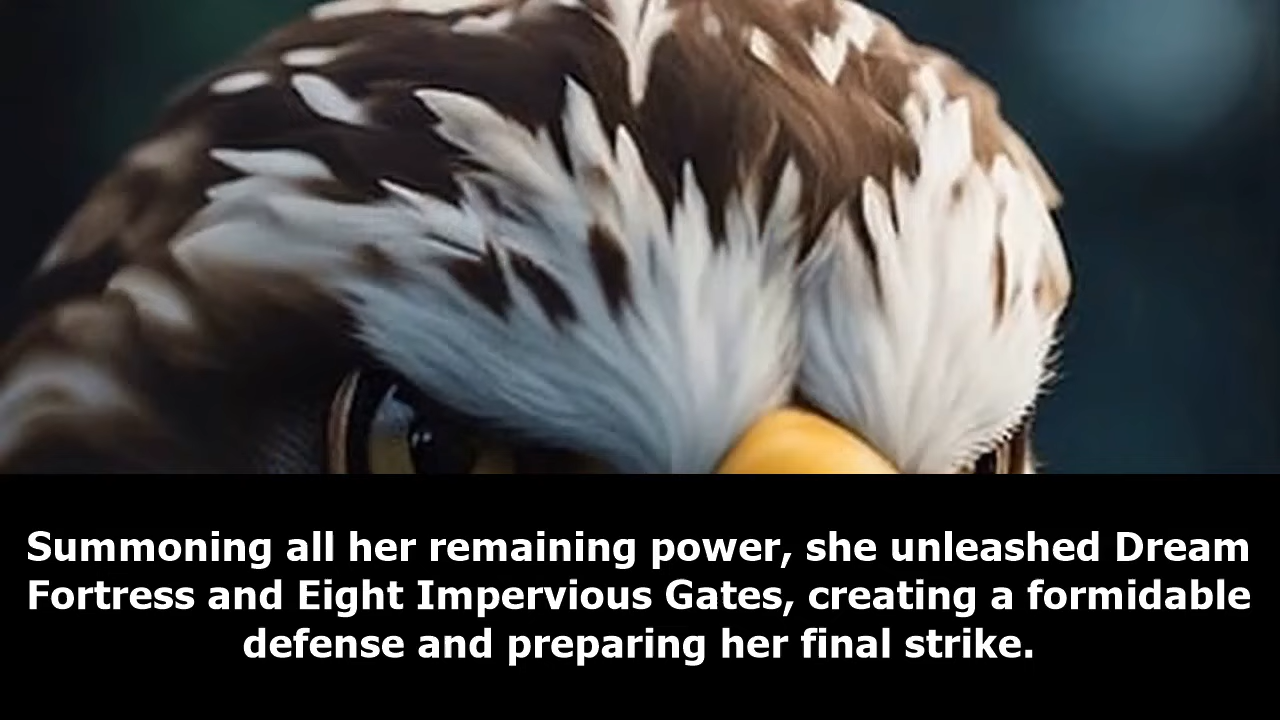 Summoning all her remaining power, she unleashed Dream
Fortress and Eight Impervious Gates, creating a formidable
defense and preparing her final strike.